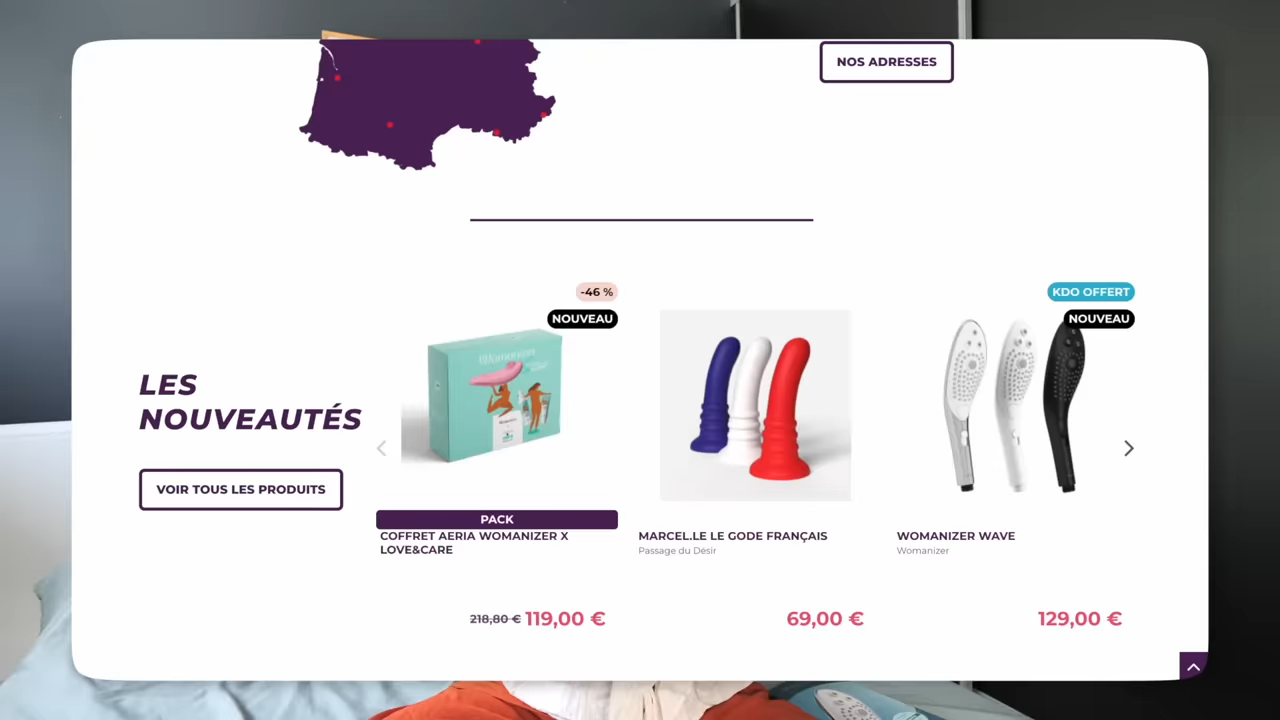 NOS ADRESSES
LES
NOUVEAUTÉS
VOIR TOUS LES PRODUITS
-46 %
NOUVEAU
Womanizer
PACK
COFFRET AERIA WOMANIZER X
LOVE&CARE
218,80 € 119,00 €
MARCEL.LE LE GODE FRANÇAIS
Passage du Désir
69,00 €
KDO OFFERT
NOUVEAU
WOMANIZER WAVE
Womanizer
129,00 €